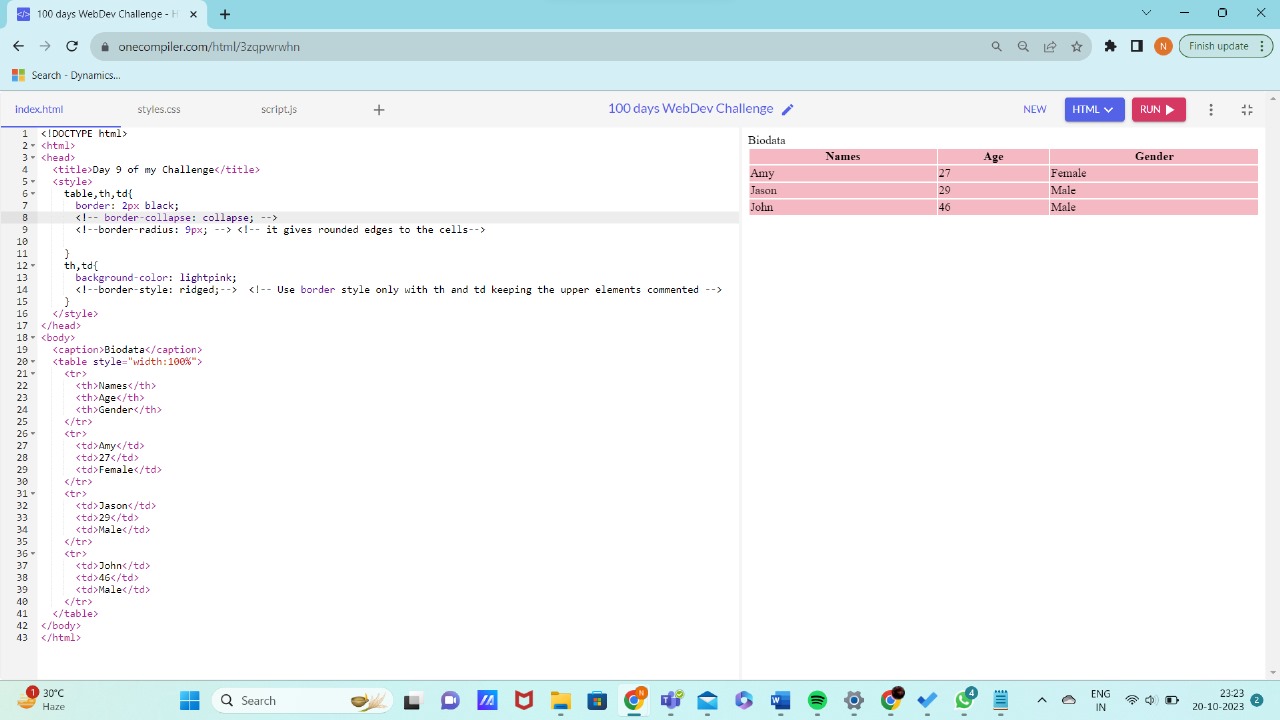 100 days WebDev Challenge - H
onecompiler.com/html/3zqpwrwhn
N
Finish update
Search - Dynamics...
index.html
styles.css
script.js
100 days WebDev Challenge
NEW
HTML
RUN
1 <!DOCTYPE html>
2 <html>
3 <head>
4 <title>Day 9 of my Challenge</title>
5 <style>
6 table,th,td{
7 border: 2px black;
8 <!-- border-collapse: collapse; -->
9 <!--border-radius: 9px; --> <!-- it gives rounded edges to the cells-->
10
11 }
12 th,td{
13 background-color: lightpink;
14 <!--border-style: ridged;--> <!-- Use border style only with th and td keeping the upper elements commented -->
15 }
16 </style>
17 </head>
18 <body>
19 <caption>Biodata</caption>
20 <table style="width:100%">
21 <tr>
22 <th>Names</th>
23 <th>Age</th>
24 <th>Gender</th>
25 </tr>
26 <tr>
27 <td>Amy</td>
28 <td>27</td>
29 <td>Female</td>
30 </tr>
31 <tr>
32 <td>Jason</td>
33 <td>29</td>
34 <td>Male</td>
35 </tr>
36 <tr>
37 <td>John</td>
38 <td>46</td>
39 <td>Male</td>
40 </tr>
41 </table>
42 </body>
43 </html>
Biodata
Names Age Gender
Amy 27 Female
Jason 29 Male
John 46 Male
1
30°C
Haze
Search
N
W
4
ENG
IN
23:23
20-10-2023
2